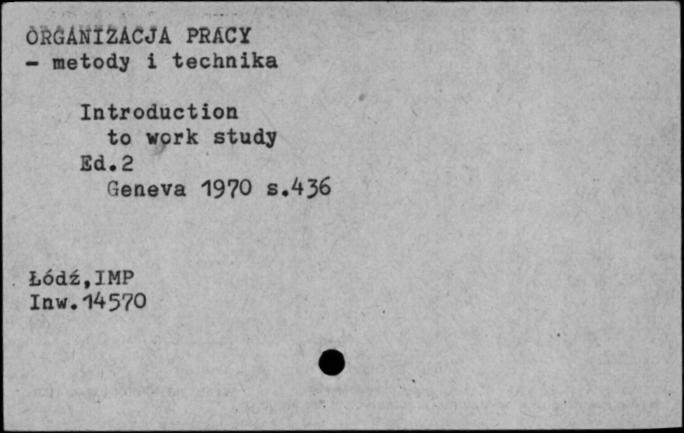 ORGANIZACJA PRACY
- metody i technika
Introduction
to work study
Ed.2
Geneva 1970 s.436
Łódź,IMP
Inw.14570